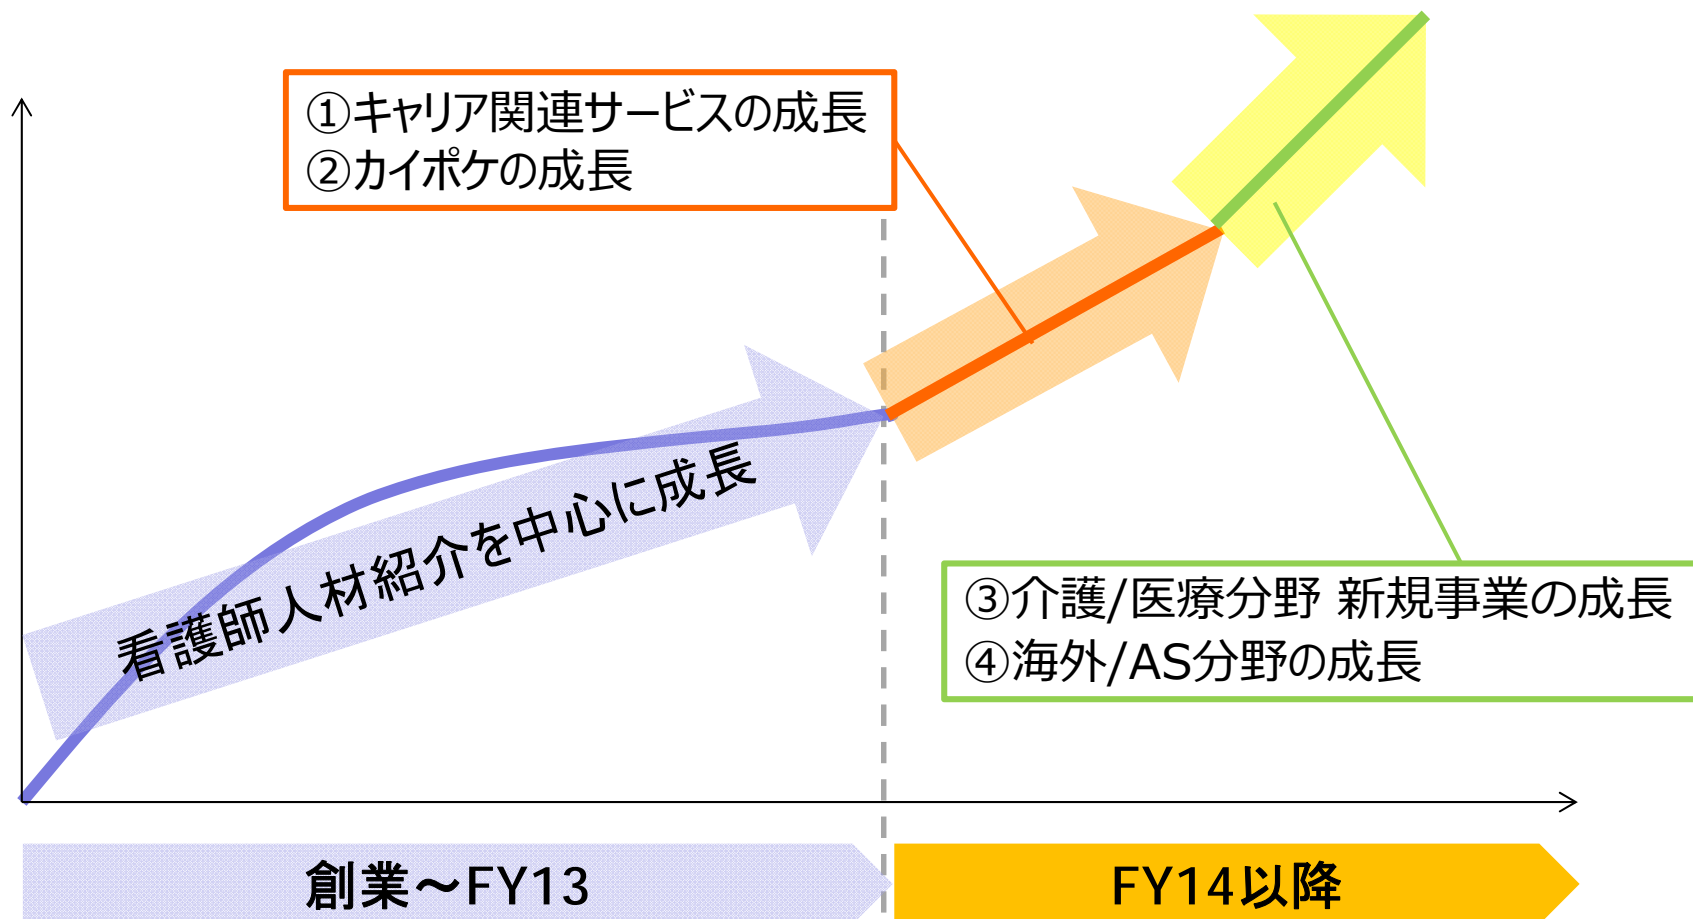 ①キャリア関連サービスの成長
②カイポケの成長
看護師人材紹介を中心に成長
③介護/医療分野 新規事業の成長
④海外/AS分野の成長
創業～FY13
FY14以降